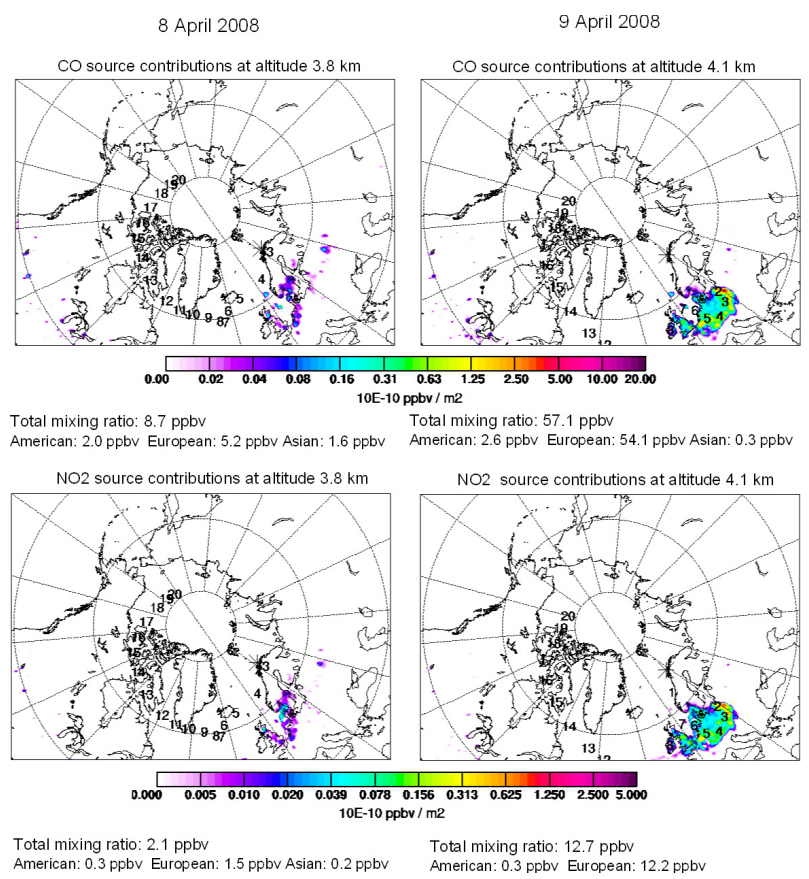 8 April 2008
9 April 2008
CO source contributions at altitude 3.8 km
CO source contributions at altitude 4.1 km
0.00 0.02 0.04 0.08 0.16 0.31 0.63 1.25 2.50 5.00 10.00 20.00
10E-10 ppbv / m2
Total mixing ratio: 8.7 ppbv
American: 2.0 ppbv European: 5.2 ppbv Asian: 1.6 ppbv
Total mixing ratio: 57.1 ppbv
American: 2.6 ppbv European: 54.1 ppbv Asian: 0.3 ppbv
NO2 source contributions at altitude 3.8 km
NO2 source contributions at altitude 4.1 km
0.000 0.005 0.010 0.020 0.039 0.078 0.156 0.313 0.625 1.250 2.500 5.000
10E-10 ppbv / m2
Total mixing ratio: 2.1 ppbv
American: 0.3 ppbv European: 1.5 ppbv Asian: 0.2 ppbv
Total mixing ratio: 12.7 ppbv
American: 0.3 ppbv European: 12.2 ppbv